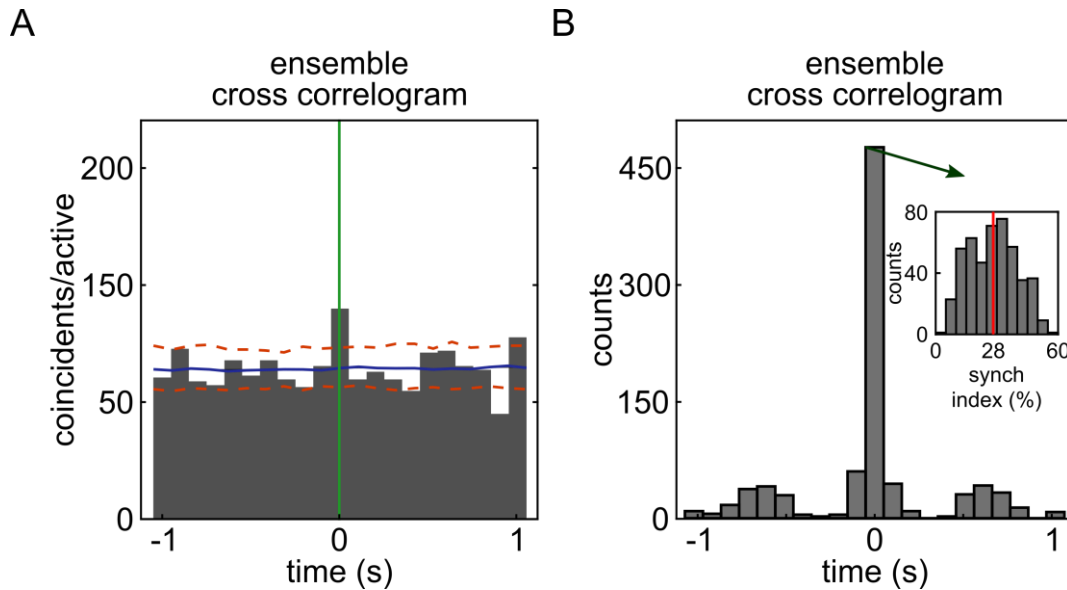 A
ensemble
cross correlogram
coincidents/active
200
150
50
0
-1
0
1
time (s)
B
ensemble
cross correlogram
counts
450
300
150
0
-1
0
1
time (s)
counts
80
40
0
0
28
60
synch
index (%)